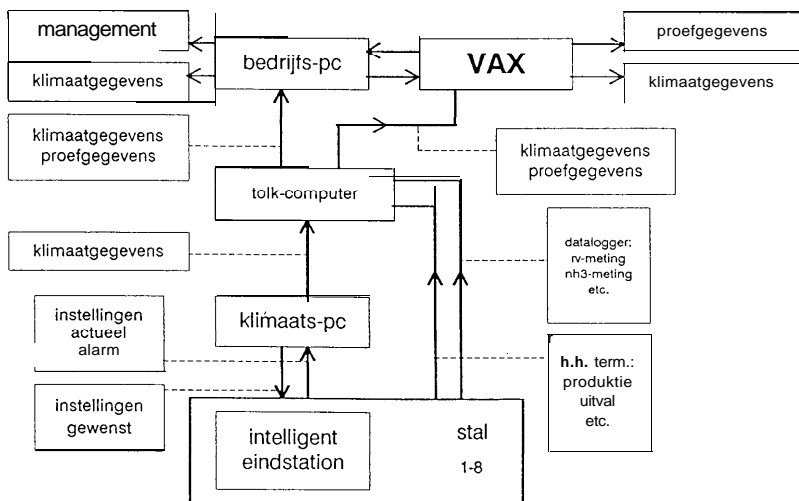 management
bedrijfs-pc
VAX
proefgegevens
klimaatgegevens
klimaatgegevens
klimaatgegevens
proefgegevens
klimaatgegevens
proefgegevens
tolk-computer
klimaatgegevens
datalogger:
rv-meting
nh3-meting
etc.
instellingen
actueel
alarm
klimaats-pc
h.h. term.:
produktie
uitval
etc.
instellingen
gewenst
intelligent
eindstation
stal
1-8